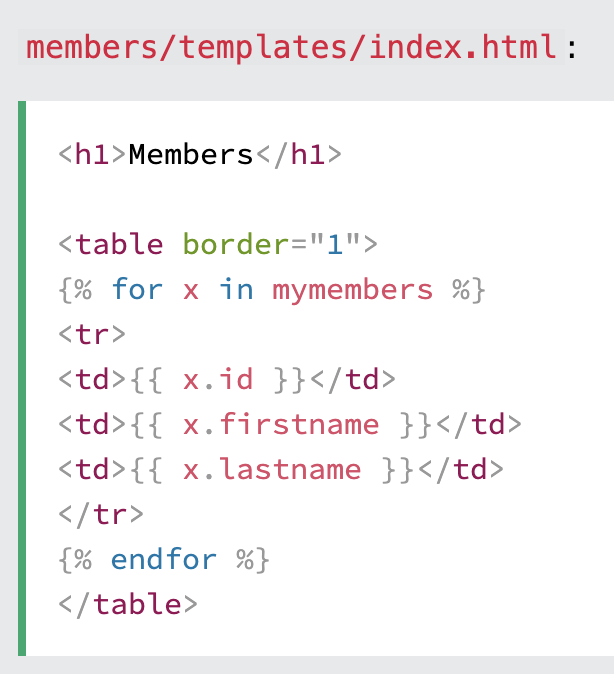 members/templates/index.html:
<h1>Members</h1>
<table border="1">
{% for x in mymembers %}
<tr>
<td>{{ x.id }}</td>
<td>{{ x.firstname }}</td>
<td>{{ x.lastname }}</td>
</tr>
{% endfor %}
</table>